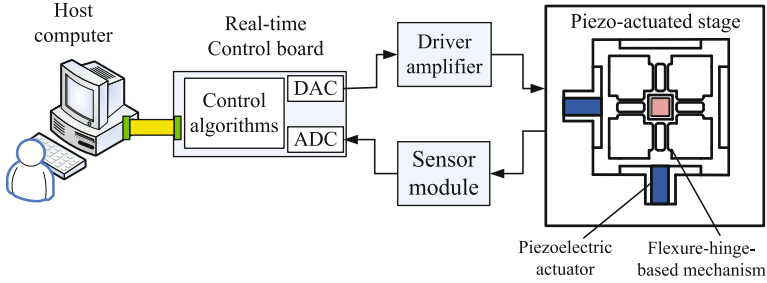 Host
computer
Real-time
Control board
Control
algorithms
DAC
ADC
Driver
amplifier
Sensor
module
Piezo-actuated stage
Piezoelectric
actuator
Flexure-hinge-
based mechanism